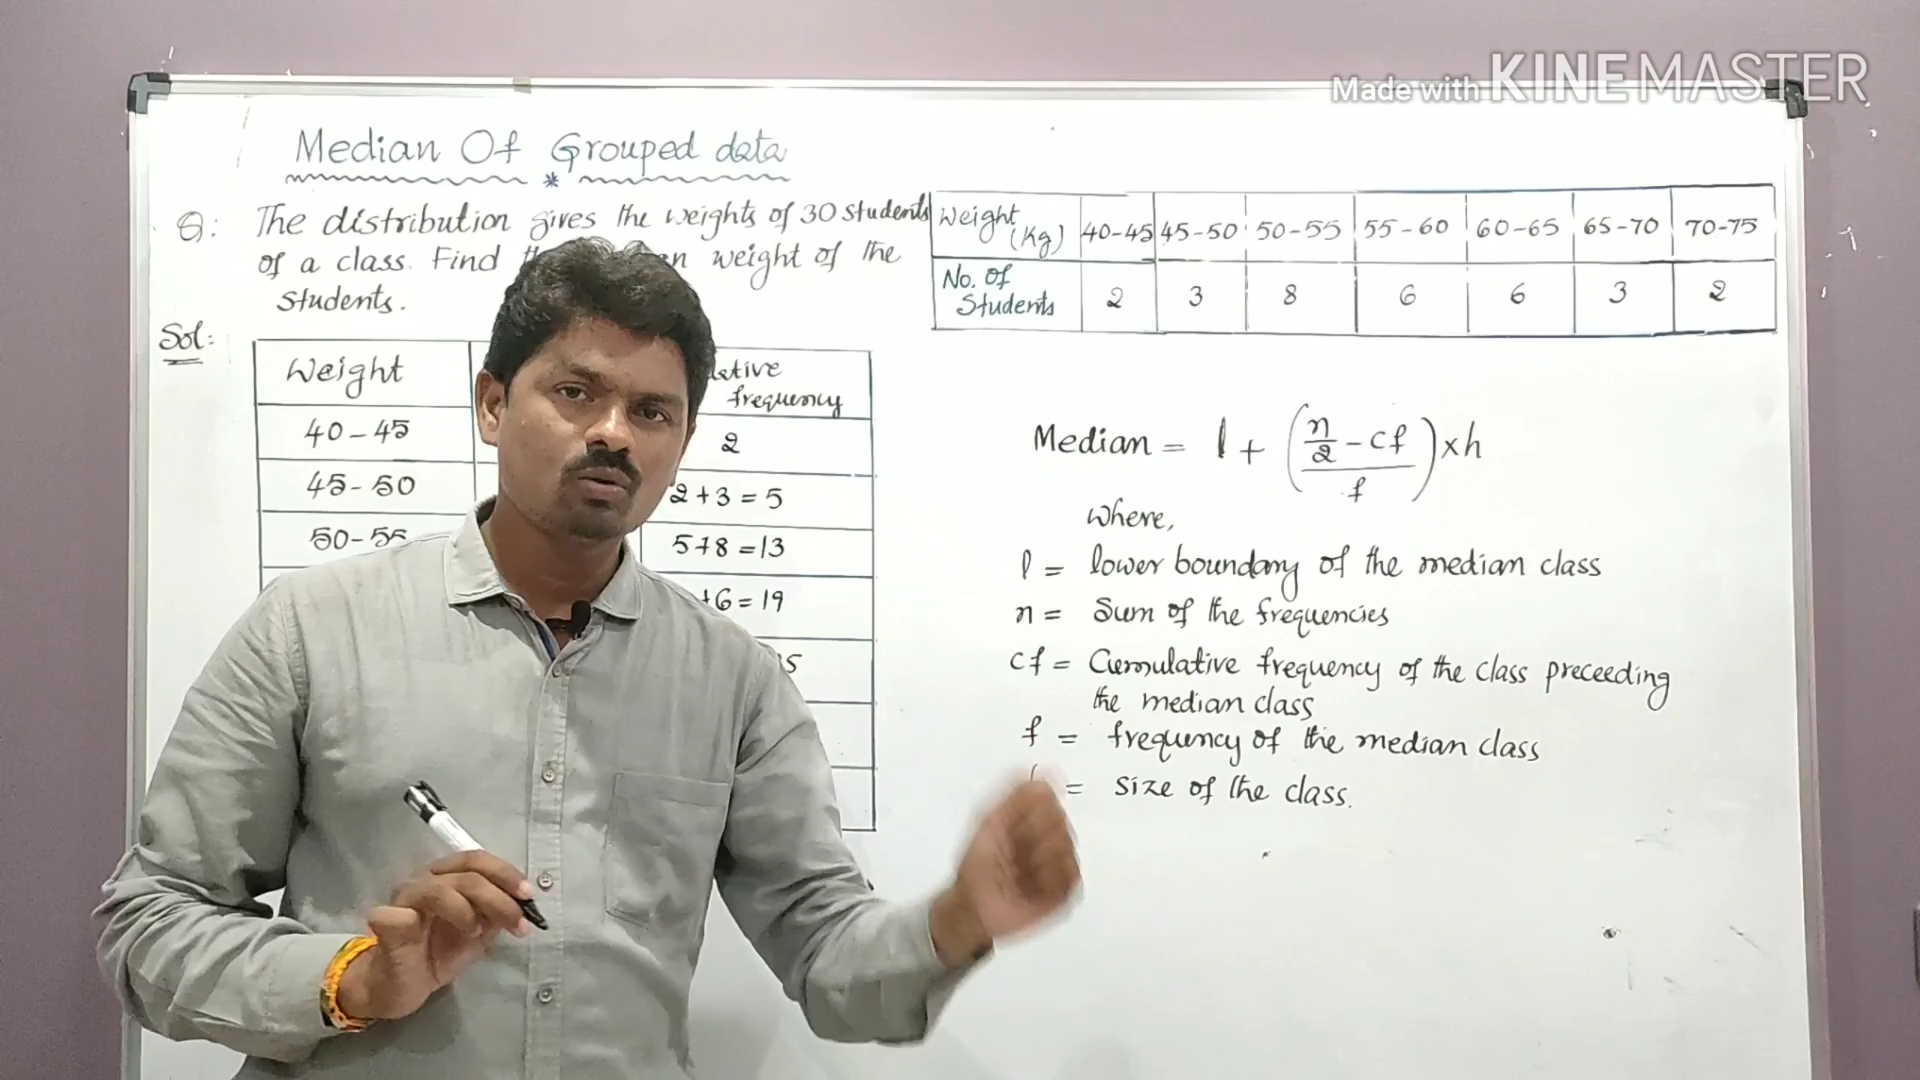 Made with KINEMASTER
Median Of Grouped data
Q: The distribution gives the weights of 30 students
of a class. Find weight of the
students.
Weight (Kg) 40-45 45-50 50-55 55-60 60-65 65-70 70-75
No. of Students 2 3 8 6 6 3 2
Sol:
Weight
frequency
40-45 2
45-50 2+3=5
50-55 5+8=13
+6=19
Median = l + ( (n/2 - cf) / f ) × h
where,
l = lower boundary of the median class
n = Sum of the frequencies
cf = Cumulative frequency of the class preceeding
the median class
f = frequency of the median class
= size of the class.